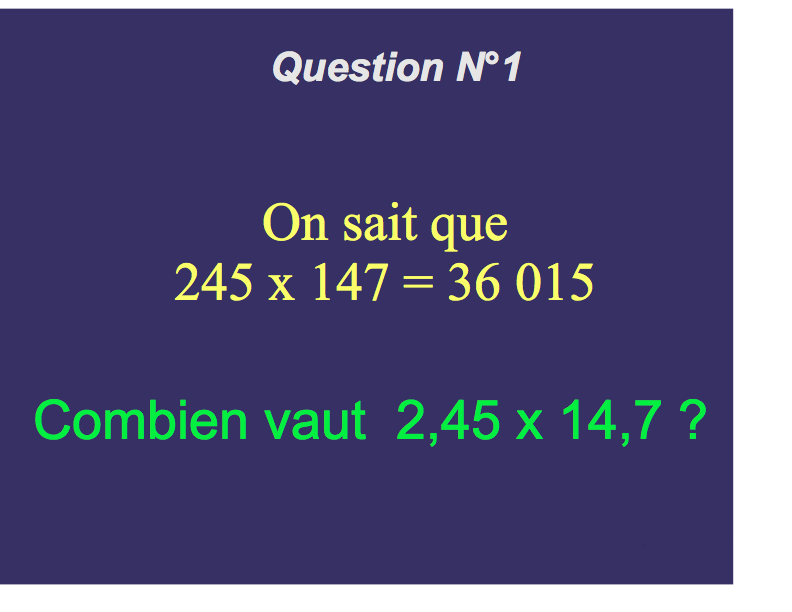 Question N°1
On sait que
245 x 147 = 36 015
Combien vaut 2,45 x 14,7 ?